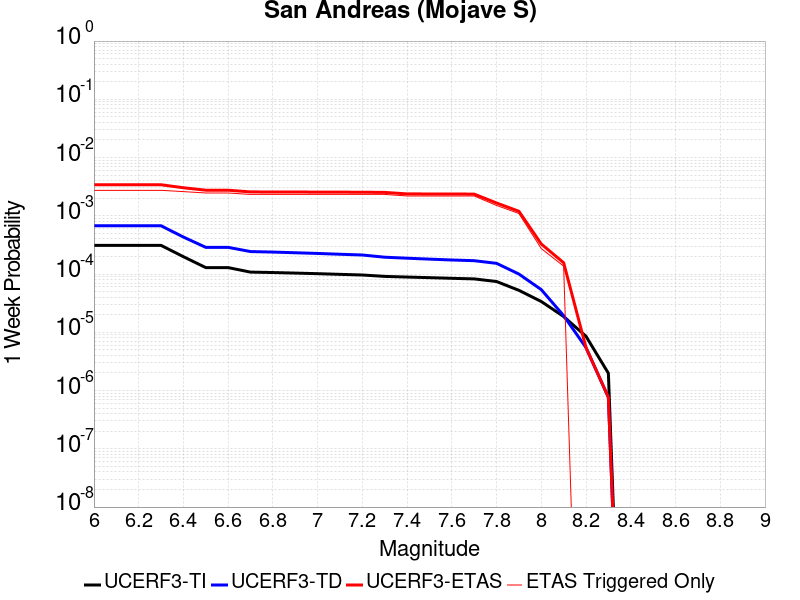 San Andreas (Mojave S)
10^0
10^-1
10^-2
10^-3
10^-4
10^-5
10^-6
10^-7
10^-8
1 Week Probability
6 6.2 6.4 6.6 6.8 7 7.2 7.4 7.6 7.8 8 8.2 8.4 8.6 8.8 9
Magnitude
UCERF3-TI UCERF3-TD UCERF3-ETAS ETAS Triggered Only